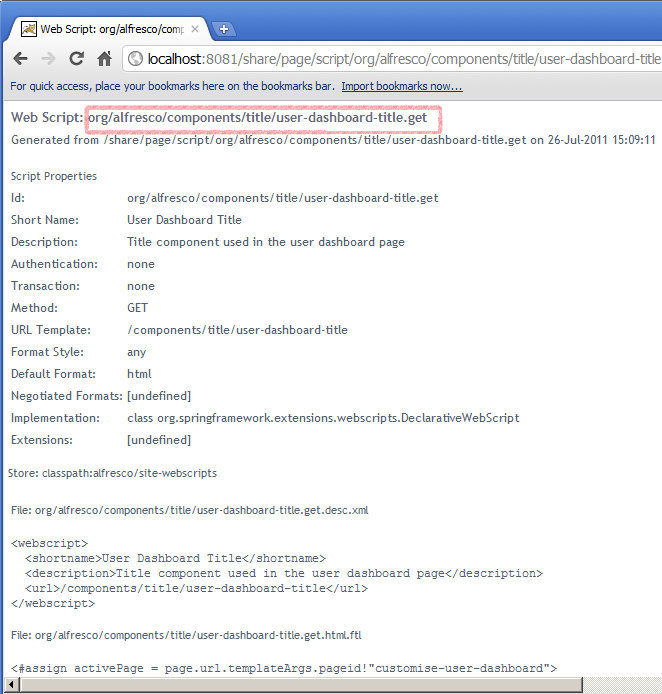 Web Script: org/alfresco/comp
localhost:8081/share/page/script/org/alfresco/components/title/user-dashboard-title
For quick access, place your bookmarks here on the bookmarks bar. Import bookmarks now...
Web Script: org/alfresco/components/title/user-dashboard-title.get
Generated from /share/page/script/org/alfresco/components/title/user-dashboard-title.get on 26-Jul-2011 15:09:11
Script Properties
Id: org/alfresco/components/title/user-dashboard-title.get
Short Name: User Dashboard Title
Description: Title component used in the user dashboard page
Authentication: none
Transaction: none
Method: GET
URL Template: /components/title/user-dashboard-title
Format Style: any
Default Format: html
Negotiated Formats: [undefined]
Implementation: class org.springframework.extensions.webscripts.DeclarativeWebScript
Extensions: [undefined]
Store: classpath:alfresco/site-webscripts
File: org/alfresco/components/title/user-dashboard-title.get.desc.xml
<webscript>
<shortname>User Dashboard Title</shortname>
<description>Title component used in the user dashboard page</description>
<url>/components/title/user-dashboard-title</url>
</webscript>
File: org/alfresco/components/title/user-dashboard-title.get.html.ftl
<#assign activePage = page.url.templateArgs.pageid!"customise-user-dashboard">